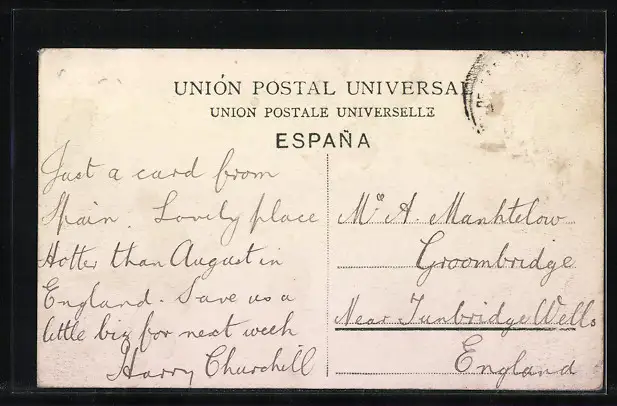 UNIÓN POSTAL UNIVERSAL
UNION POSTALE UNIVERSELLE
ESPAÑA
Just a card from
Spain. Lovely place
Hotter than August in
England. Save us a
little biz for next week
Harry Churchill
Mr A. Manktelow
Groombridge
Near Tunbridge Wells
England